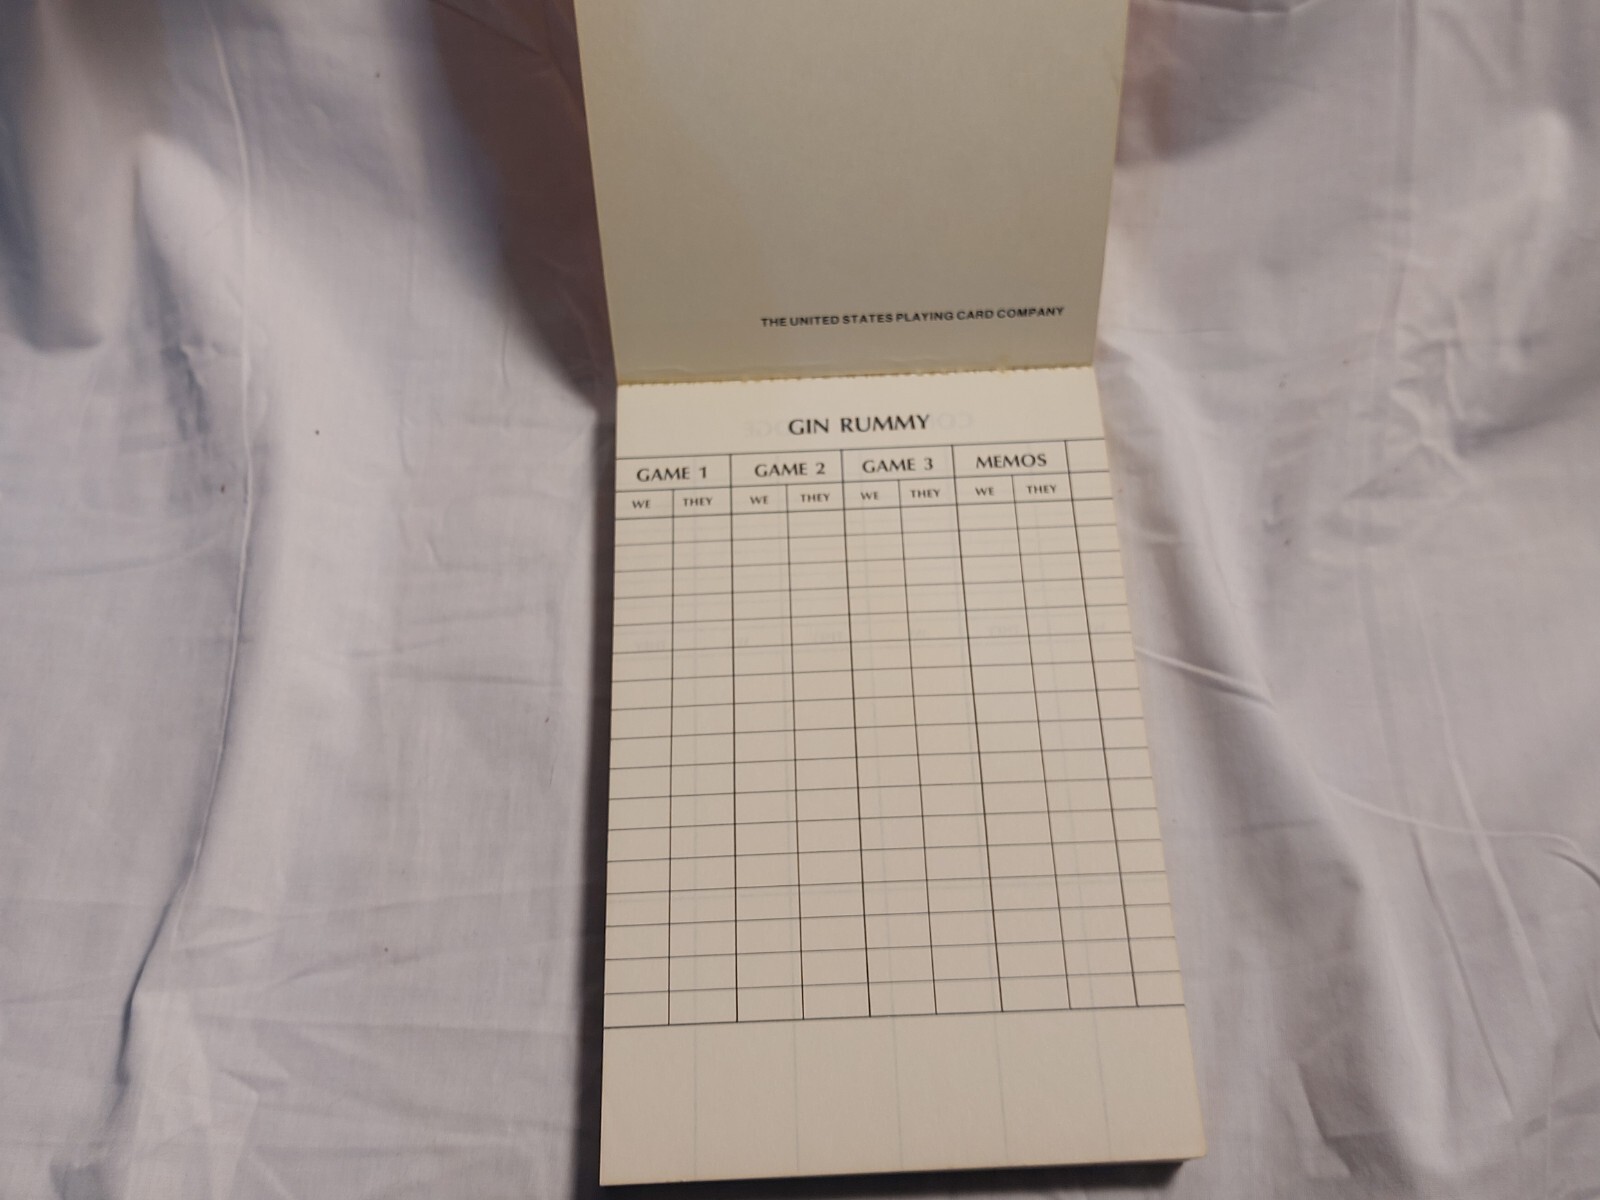 THE UNITED STATES PLAYING CARD COMPANY
GIN RUMMY
GAME 1 GAME 2 GAME 3 MEMOS
WE THEY WE THEY WE THEY WE THEY